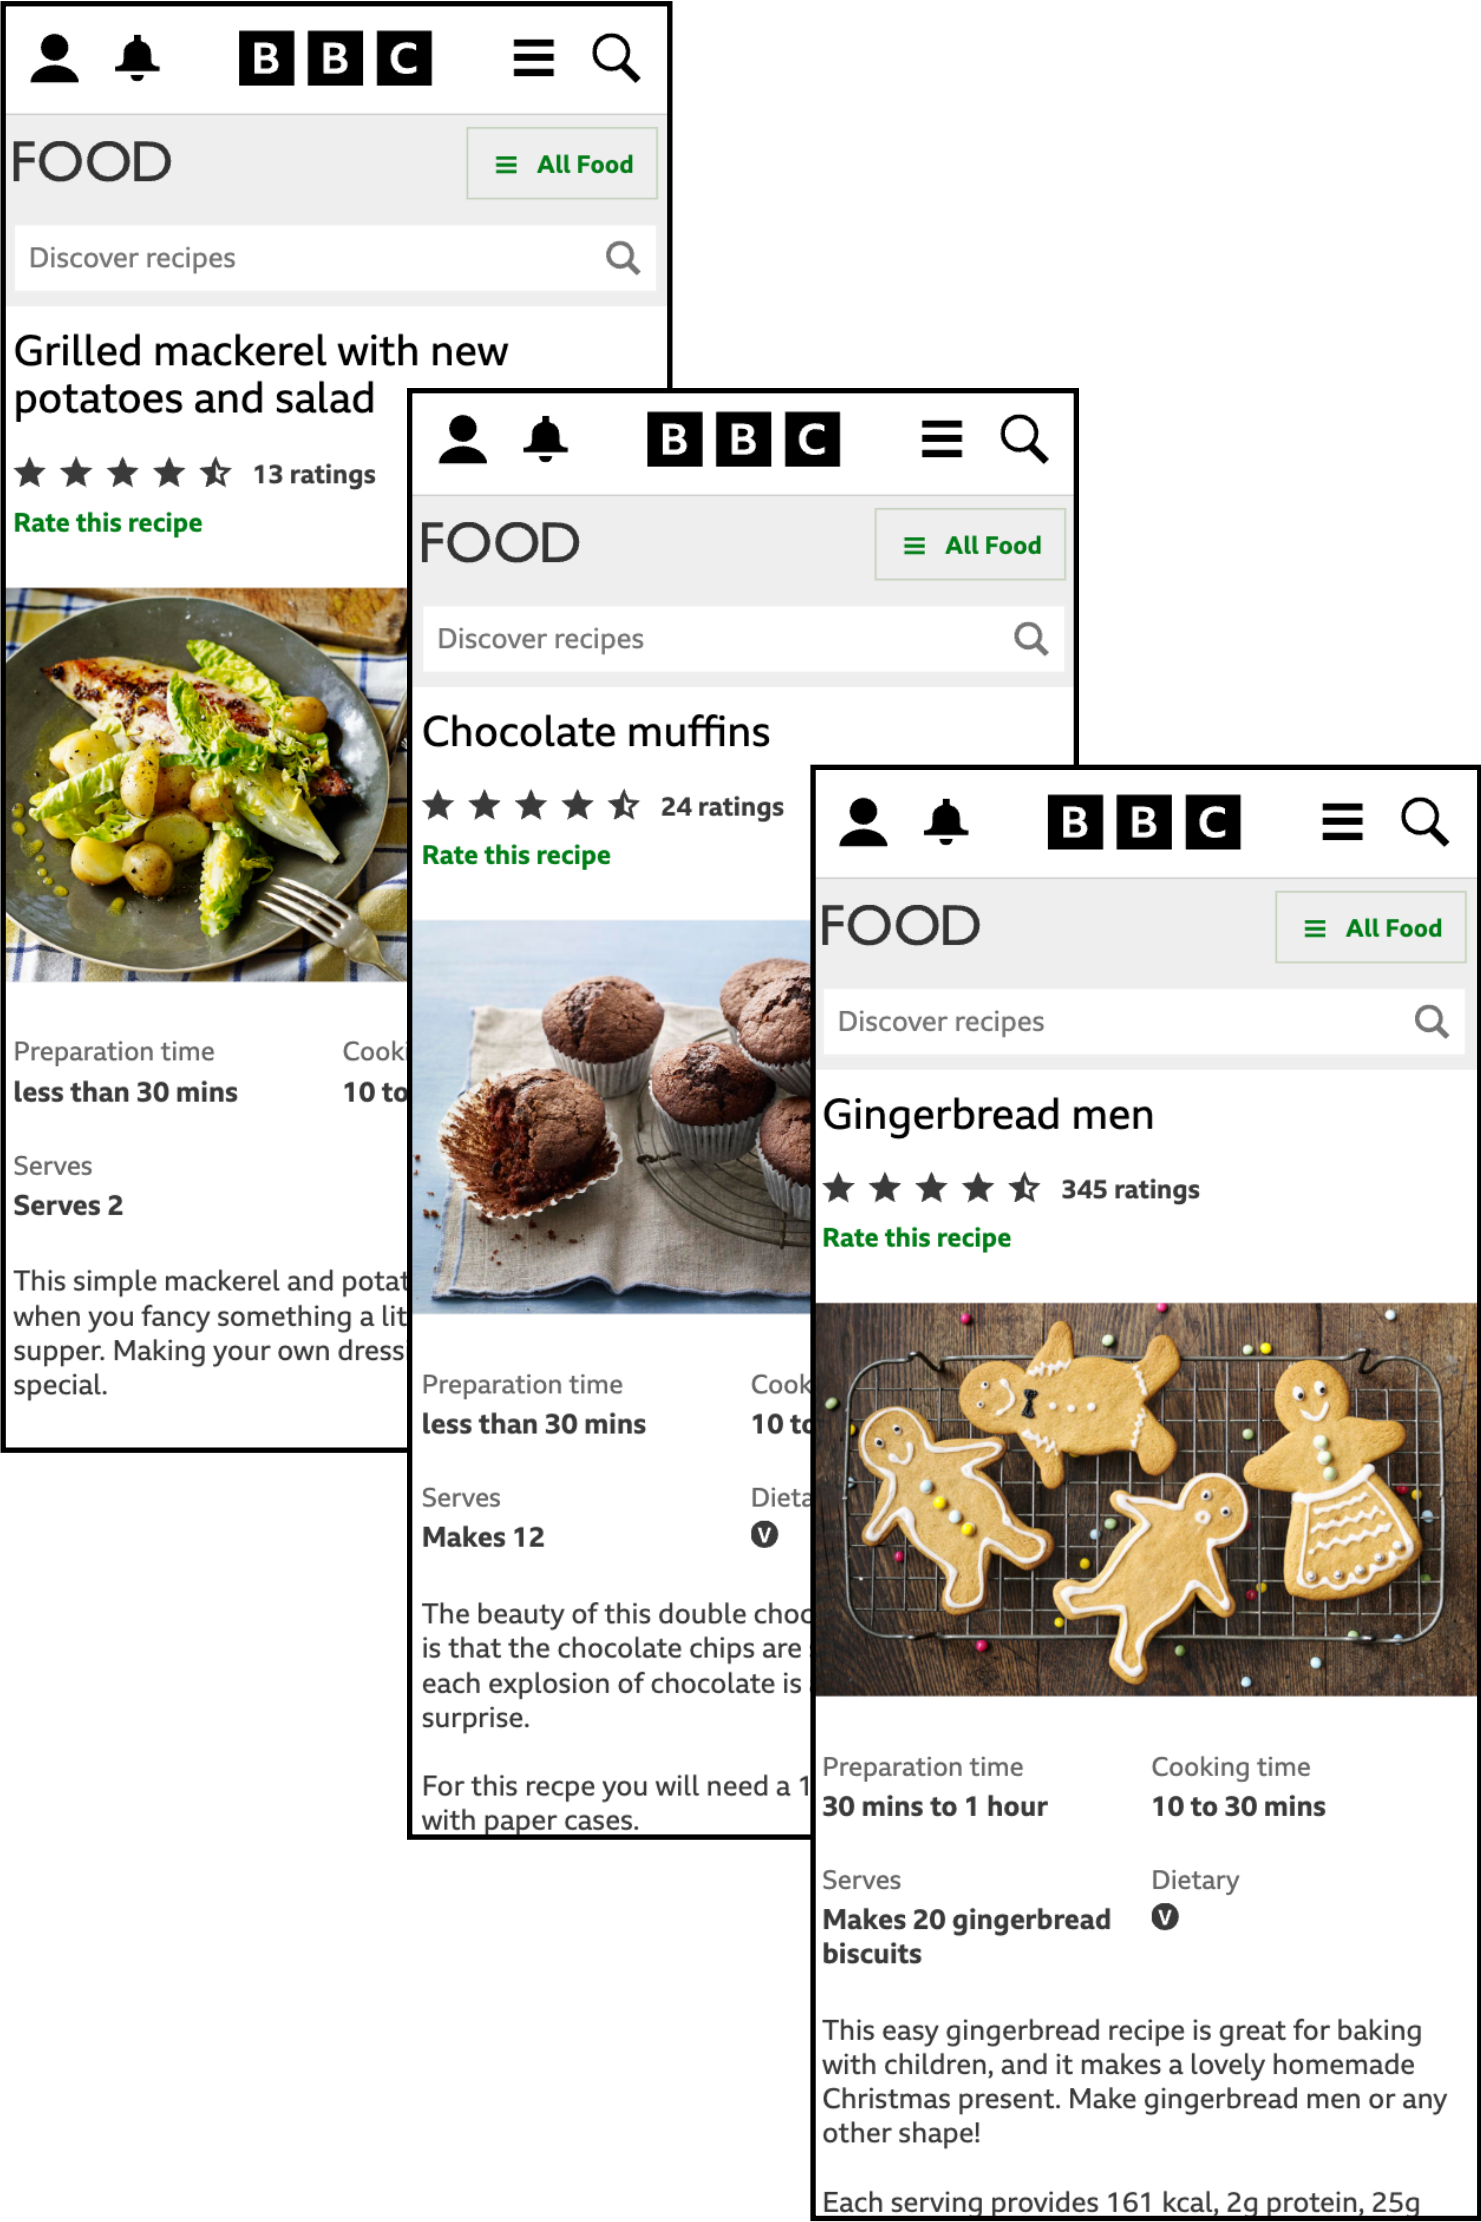 BBC
FOOD
All Food
Discover recipes
Grilled mackerel with new
potatoes and salad
13 ratings
Rate this recipe
Preparation time
less than 30 mins
10 to
Serves
Serves 2
This simple mackerel and
when you fancy something a
supper. Making your own
special.
BBC
FOOD
All Food
Discover recipes
Chocolate muffins
24 ratings
Rate this recipe
Preparation time
less than 30 mins
10 to
Serves
Makes 12
V
The beauty of this double
is that the chocolate chips are
each explosion of chocolate is
surprise.
For this recpe you will need a
with paper cases.
BBC
FOOD
All Food
Discover recipes
Gingerbread men
345 ratings
Rate this recipe
Preparation time
30 mins to 1 hour
Cooking time
10 to 30 mins
Serves
Makes 20 gingerbread
biscuits
Dietary
V
This easy gingerbread recipe is great for baking
with children, and it makes a lovely homemade
Christmas present. Make gingerbread men or any
other shape!
Each serving provides 161 kcal, 2g protein, 25g